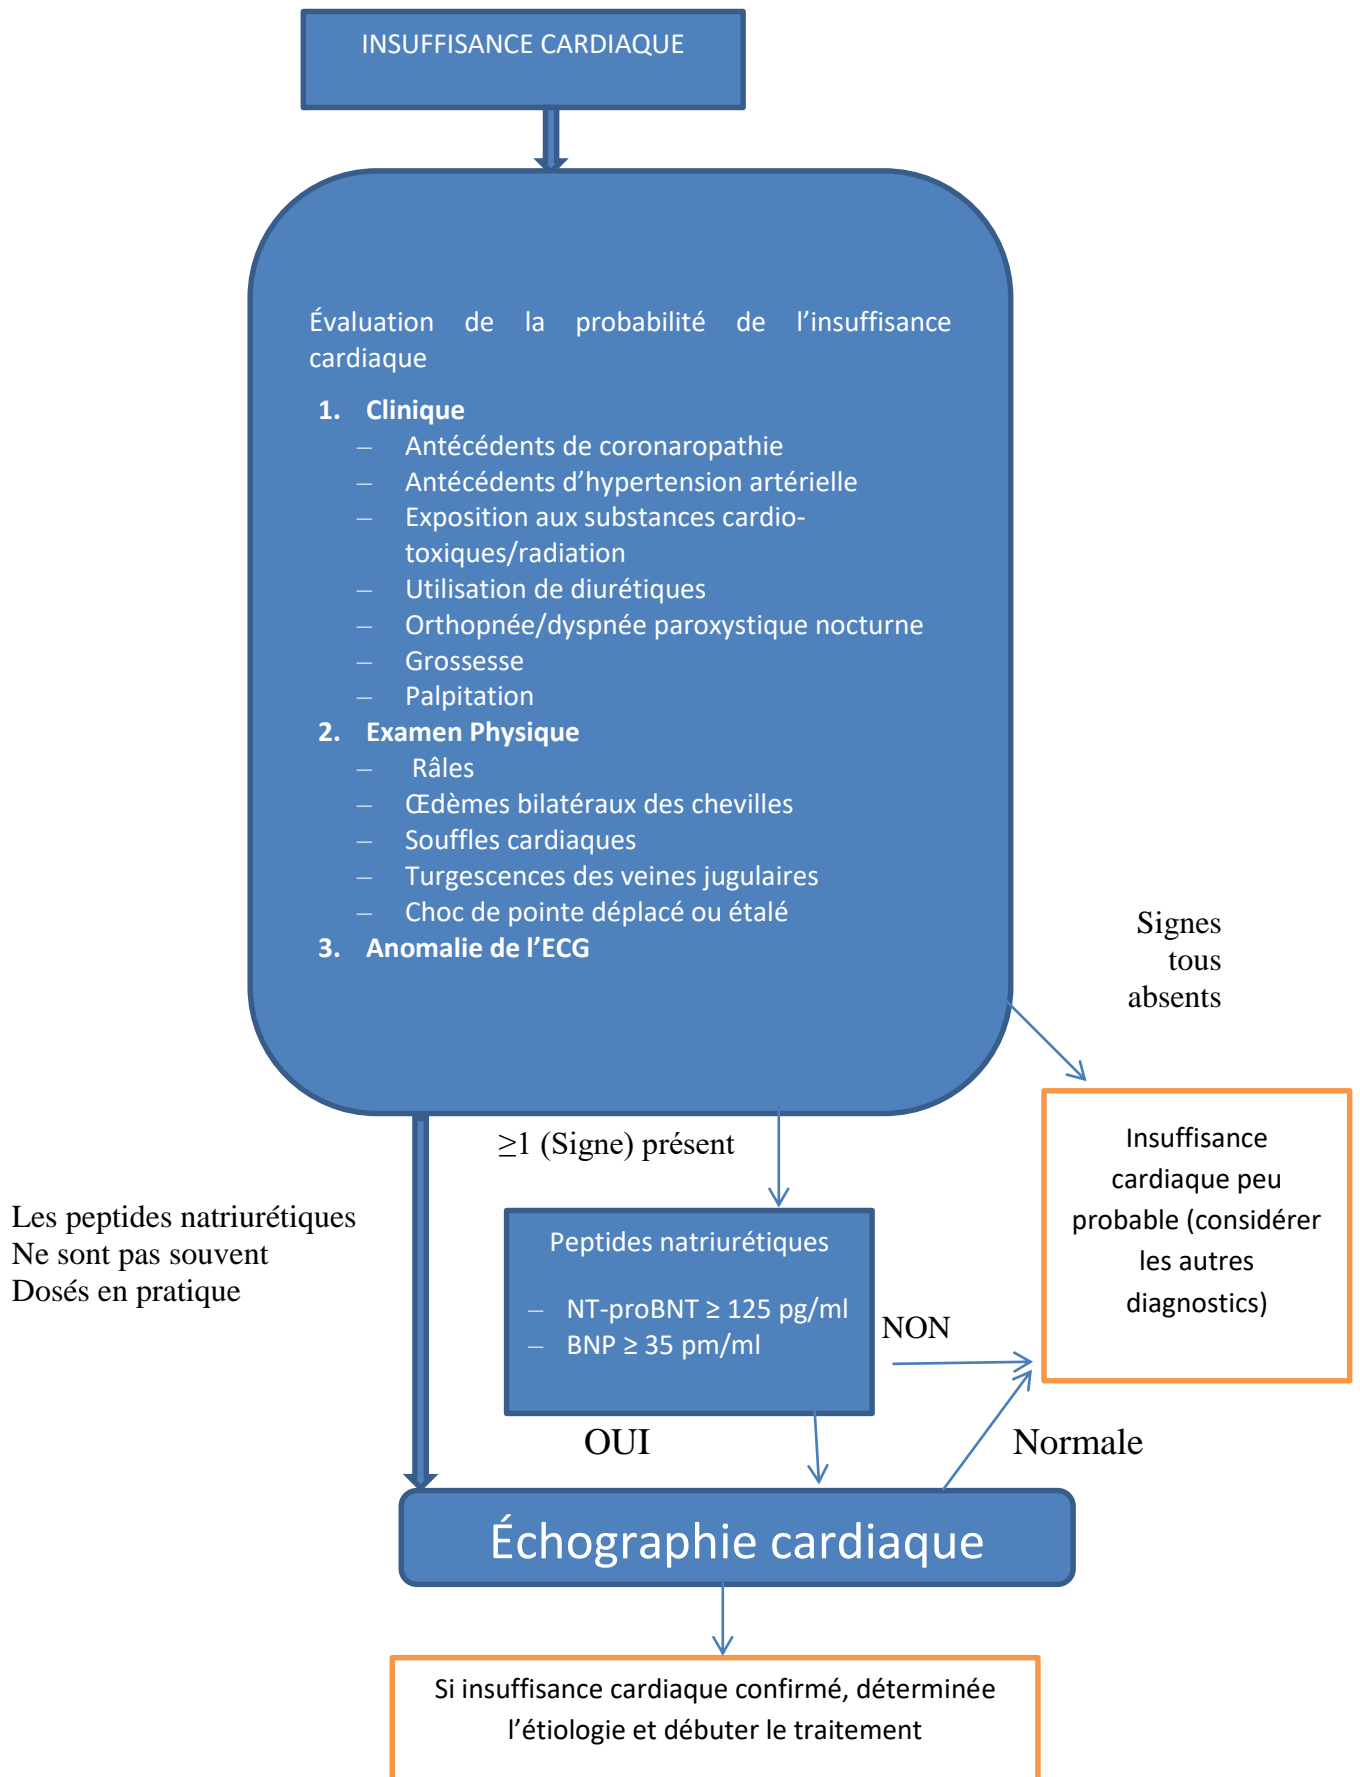 INSUFFISANCE CARDIAQUE
Évaluation de la probabilité de l’insuffisance
cardiaque
1. Clinique
– Antécédents de coronaropathie
– Antécédents d’hypertension artérielle
– Exposition aux substances cardio-
toxiques/radiation
– Utilisation de diurétiques
– Orthopnée/dyspnée paroxystique nocturne
– Grossesse
– Palpitation
2. Examen Physique
– Râles
– Œdèmes bilatéraux des chevilles
– Souffles cardiaques
– Turgescences des veines jugulaires
– Choc de pointe déplacé ou étalé
3. Anomalie de l’ECG
Signes
tous
absents
≥1 (Signe) présent
Insuffisance
cardiaque peu
probable (considérer
les autres
diagnostics)
Les peptides natriurétiques
Ne sont pas souvent
Dosés en pratique
Peptides natriurétiques
– NT-proBNT ≥ 125 pg/ml
– BNP ≥ 35 pm/ml
NON
OUI
Normale
Échographie cardiaque
Si insuffisance cardiaque confirmé, déterminée
l’étiologie et débuter le traitement